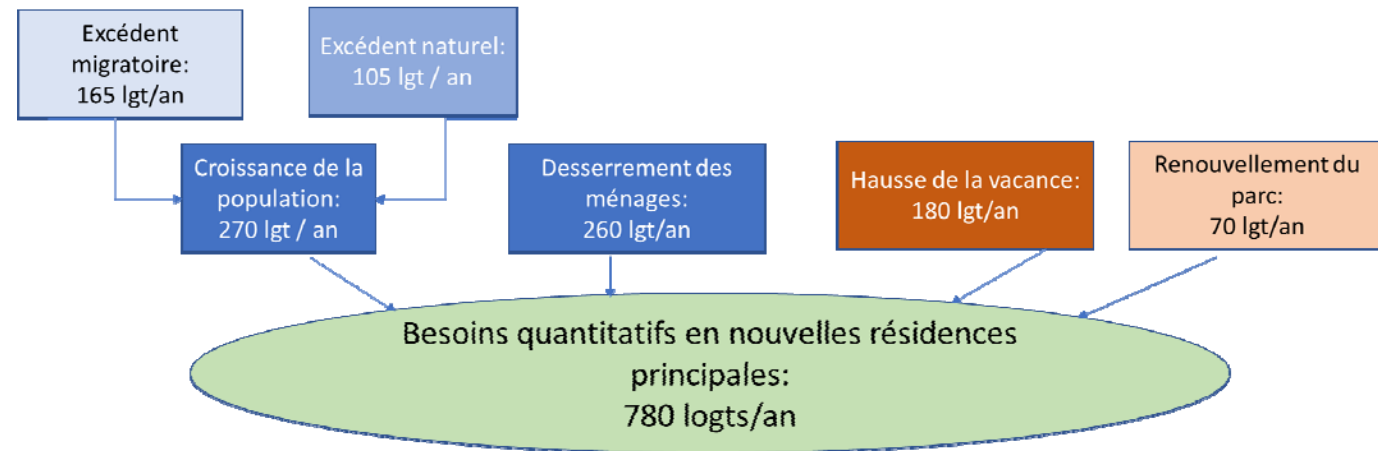 Excédent
migratoire:
165 lgt/an
Excédent naturel:
105 lgt / an
Croissance de la
population:
270 lgt / an
Desserrement des
ménages:
260 lgt/an
Hausse de la vacance:
180 lgt/an
Renouvellement du
parc:
70 lgt/an
Besoins quantitatifs en nouvelles résidences
principales:
780 logts/an